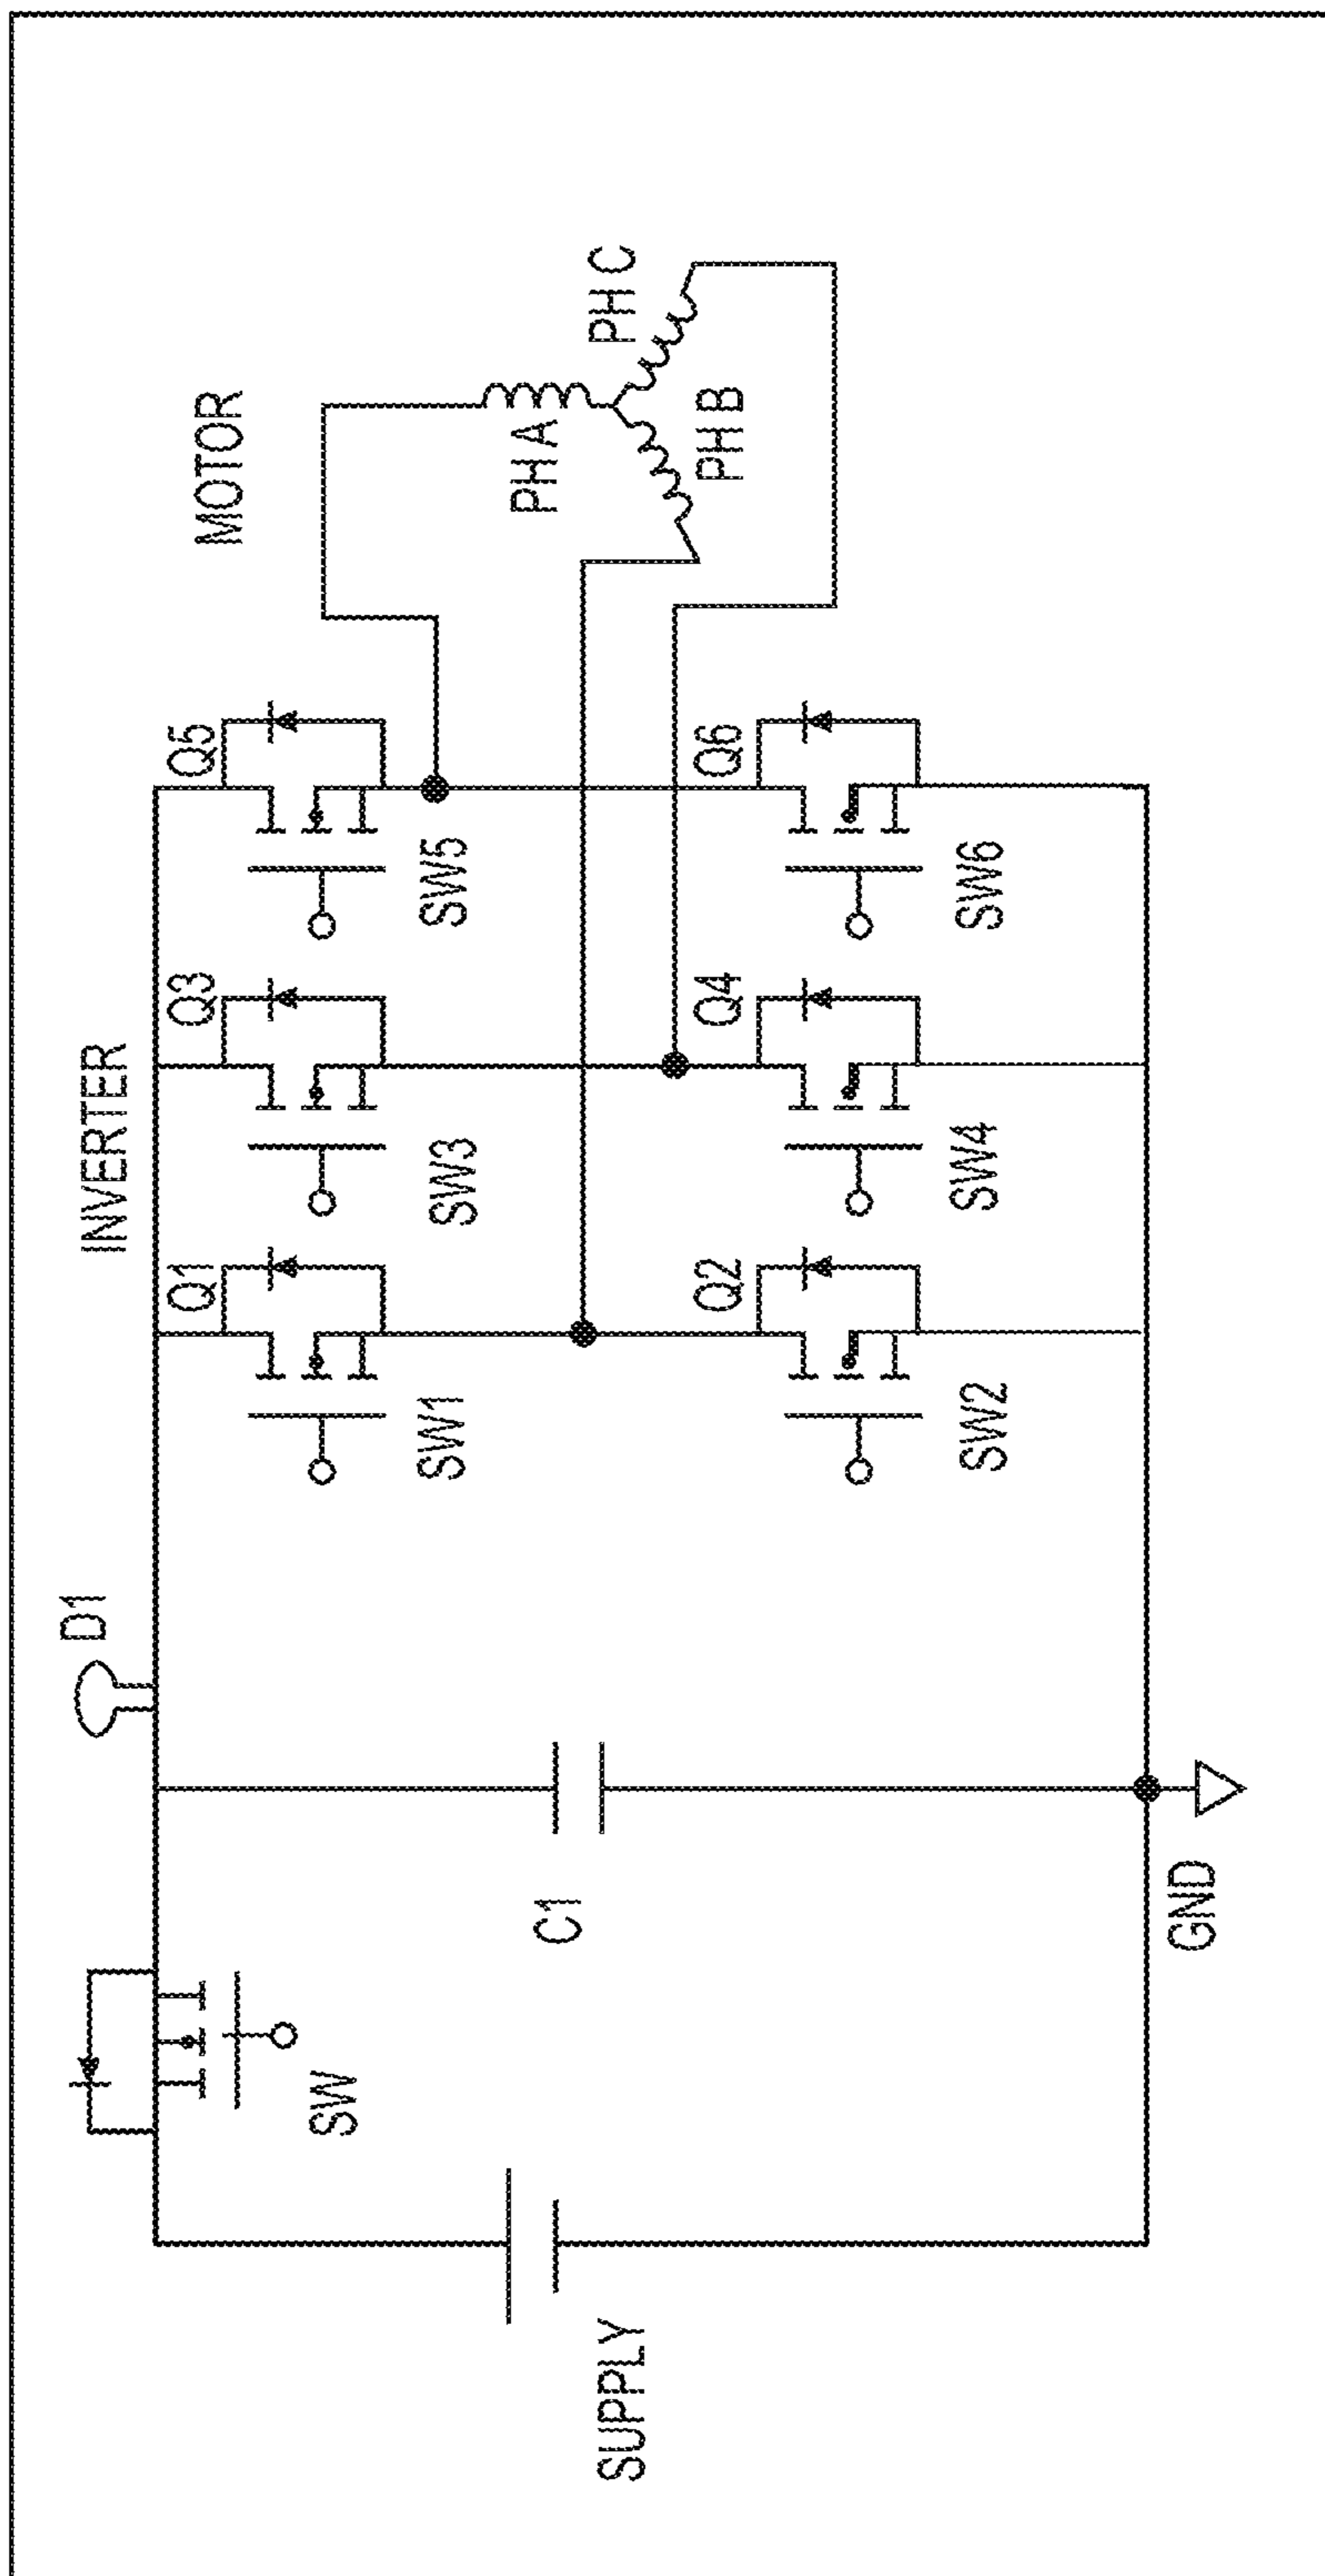 INVERTER
MOTOR
D1
Q1
Q3
Q5
SW
SW1
SW3
SW5
PH A
PH C
PH B
SUPPLY
C1
Q2
Q4
Q6
SW2
SW4
SW6
GND